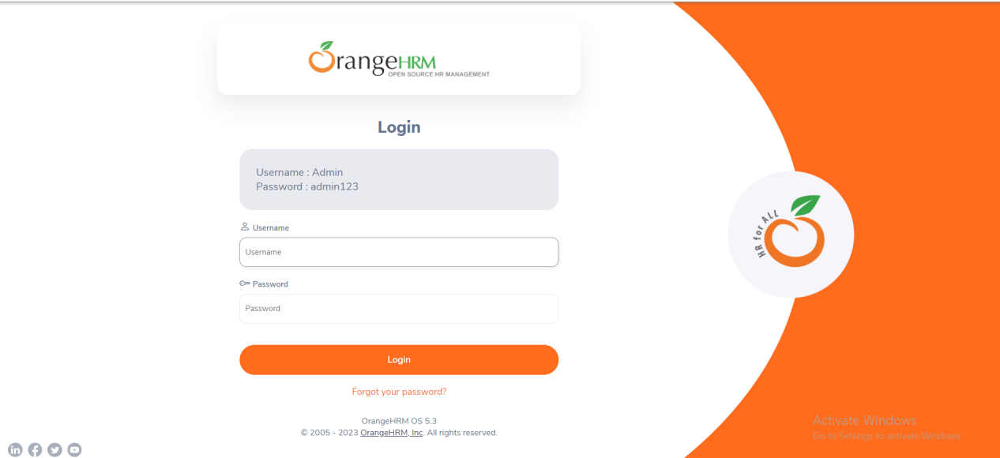 OrangeHRM
OPEN SOURCE HR MANAGEMENT
Login
Username : Admin
Password : admin123
Username
Username
Password
Password
Login
Forgot your password?
OrangeHRM OS 5.3
© 2005 - 2023 OrangeHRM, Inc. All rights reserved.
HR for ALL
Activate Windows
Go to Settings to activate Windows.
in